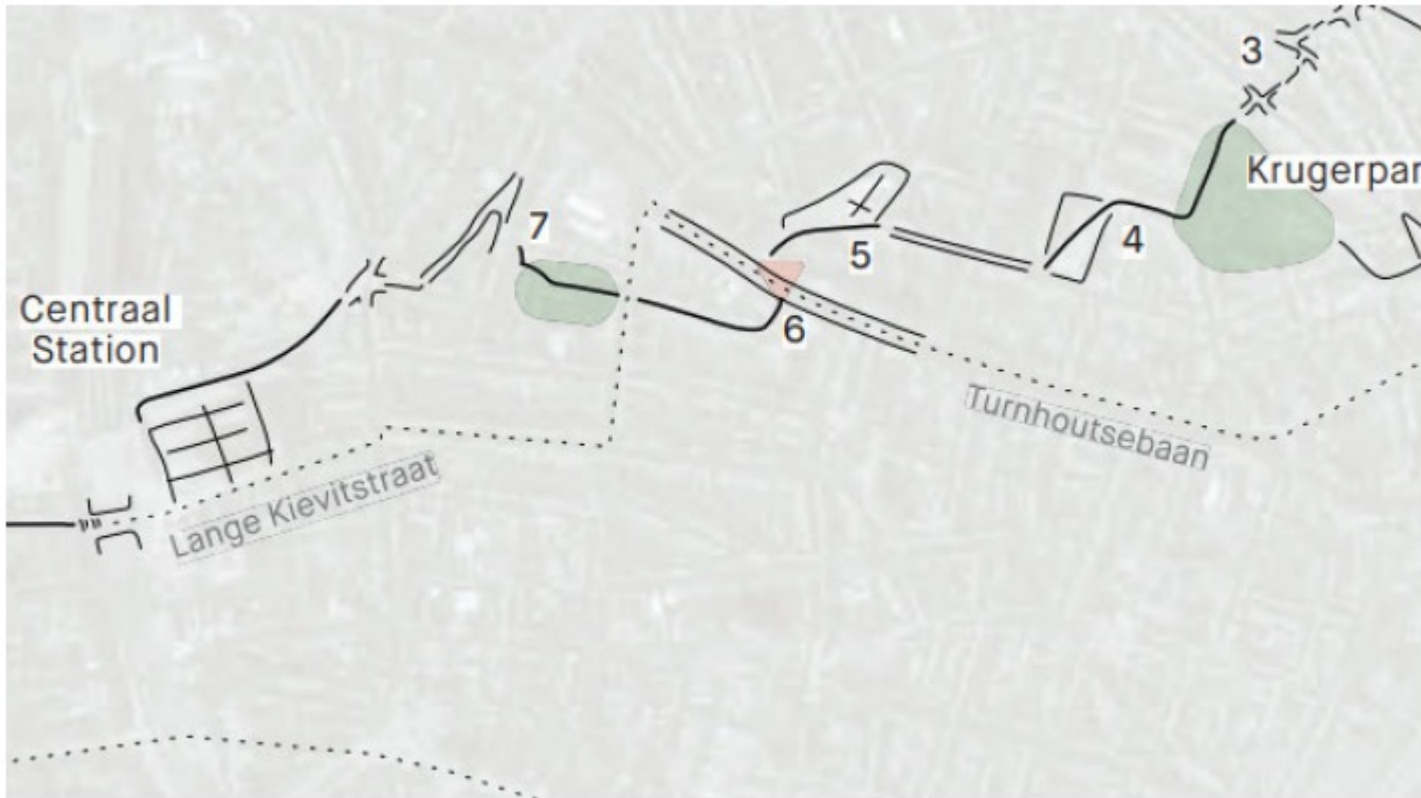 3
Krugerpar
7
4
5
Centraal
Station
6
Turnhoutsebaan
Lange Kievitstraat